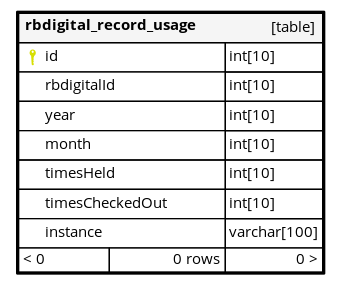 rbdigital_record_usage [table]
id int[10]
rbdigitalId int[10]
year int[10]
month int[10]
timesHeld int[10]
timesCheckedOut int[10]
instance varchar[100]
< 0 0 rows 0 >